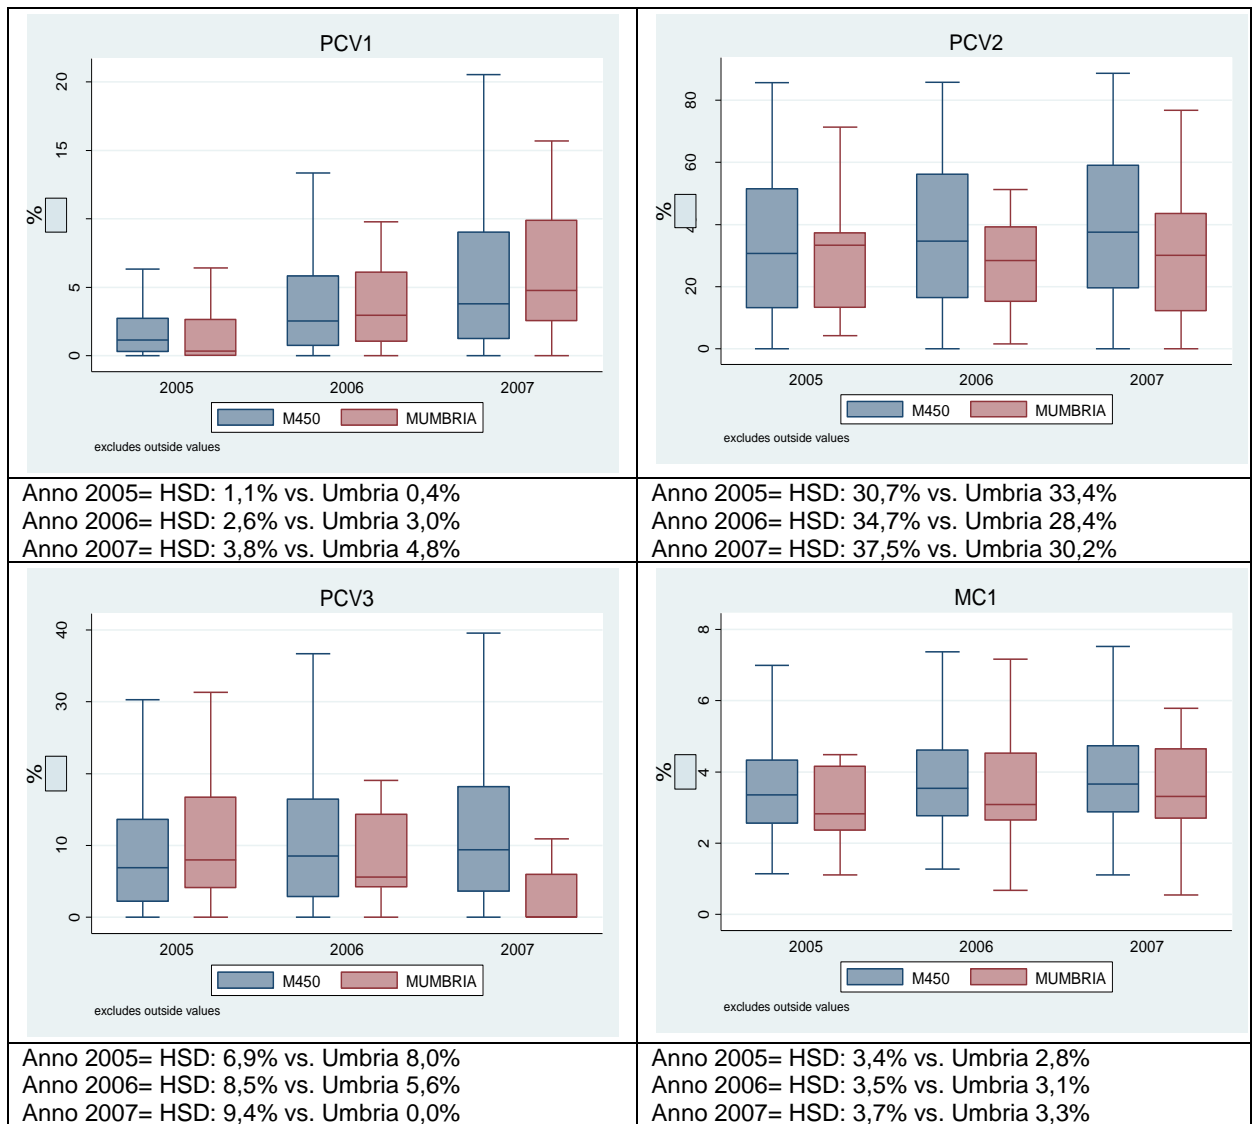 PCV1
20
15
5
0
%
2005 2006 2007
M450 MUMBRIA
excludes outside values
PCV2
80
60
4
20
0
%
2005 2006 2007
M450 MUMBRIA
excludes outside values
Anno 2005= HSD: 1,1% vs. Umbria 0,4%
Anno 2006= HSD: 2,6% vs. Umbria 3,0%
Anno 2007= HSD: 3,8% vs. Umbria 4,8%
Anno 2005= HSD: 30,7% vs. Umbria 33,4%
Anno 2006= HSD: 34,7% vs. Umbria 28,4%
Anno 2007= HSD: 37,5% vs. Umbria 30,2%
PCV3
40
30
10
0
%
2005 2006 2007
M450 MUMBRIA
excludes outside values
MC1
8
6
4
2
0
%
2005 2006 2007
M450 MUMBRIA
excludes outside values
Anno 2005= HSD: 6,9% vs. Umbria 8,0%
Anno 2006= HSD: 8,5% vs. Umbria 5,6%
Anno 2007= HSD: 9,4% vs. Umbria 0,0%
Anno 2005= HSD: 3,4% vs. Umbria 2,8%
Anno 2006= HSD: 3,5% vs. Umbria 3,1%
Anno 2007= HSD: 3,7% vs. Umbria 3,3%